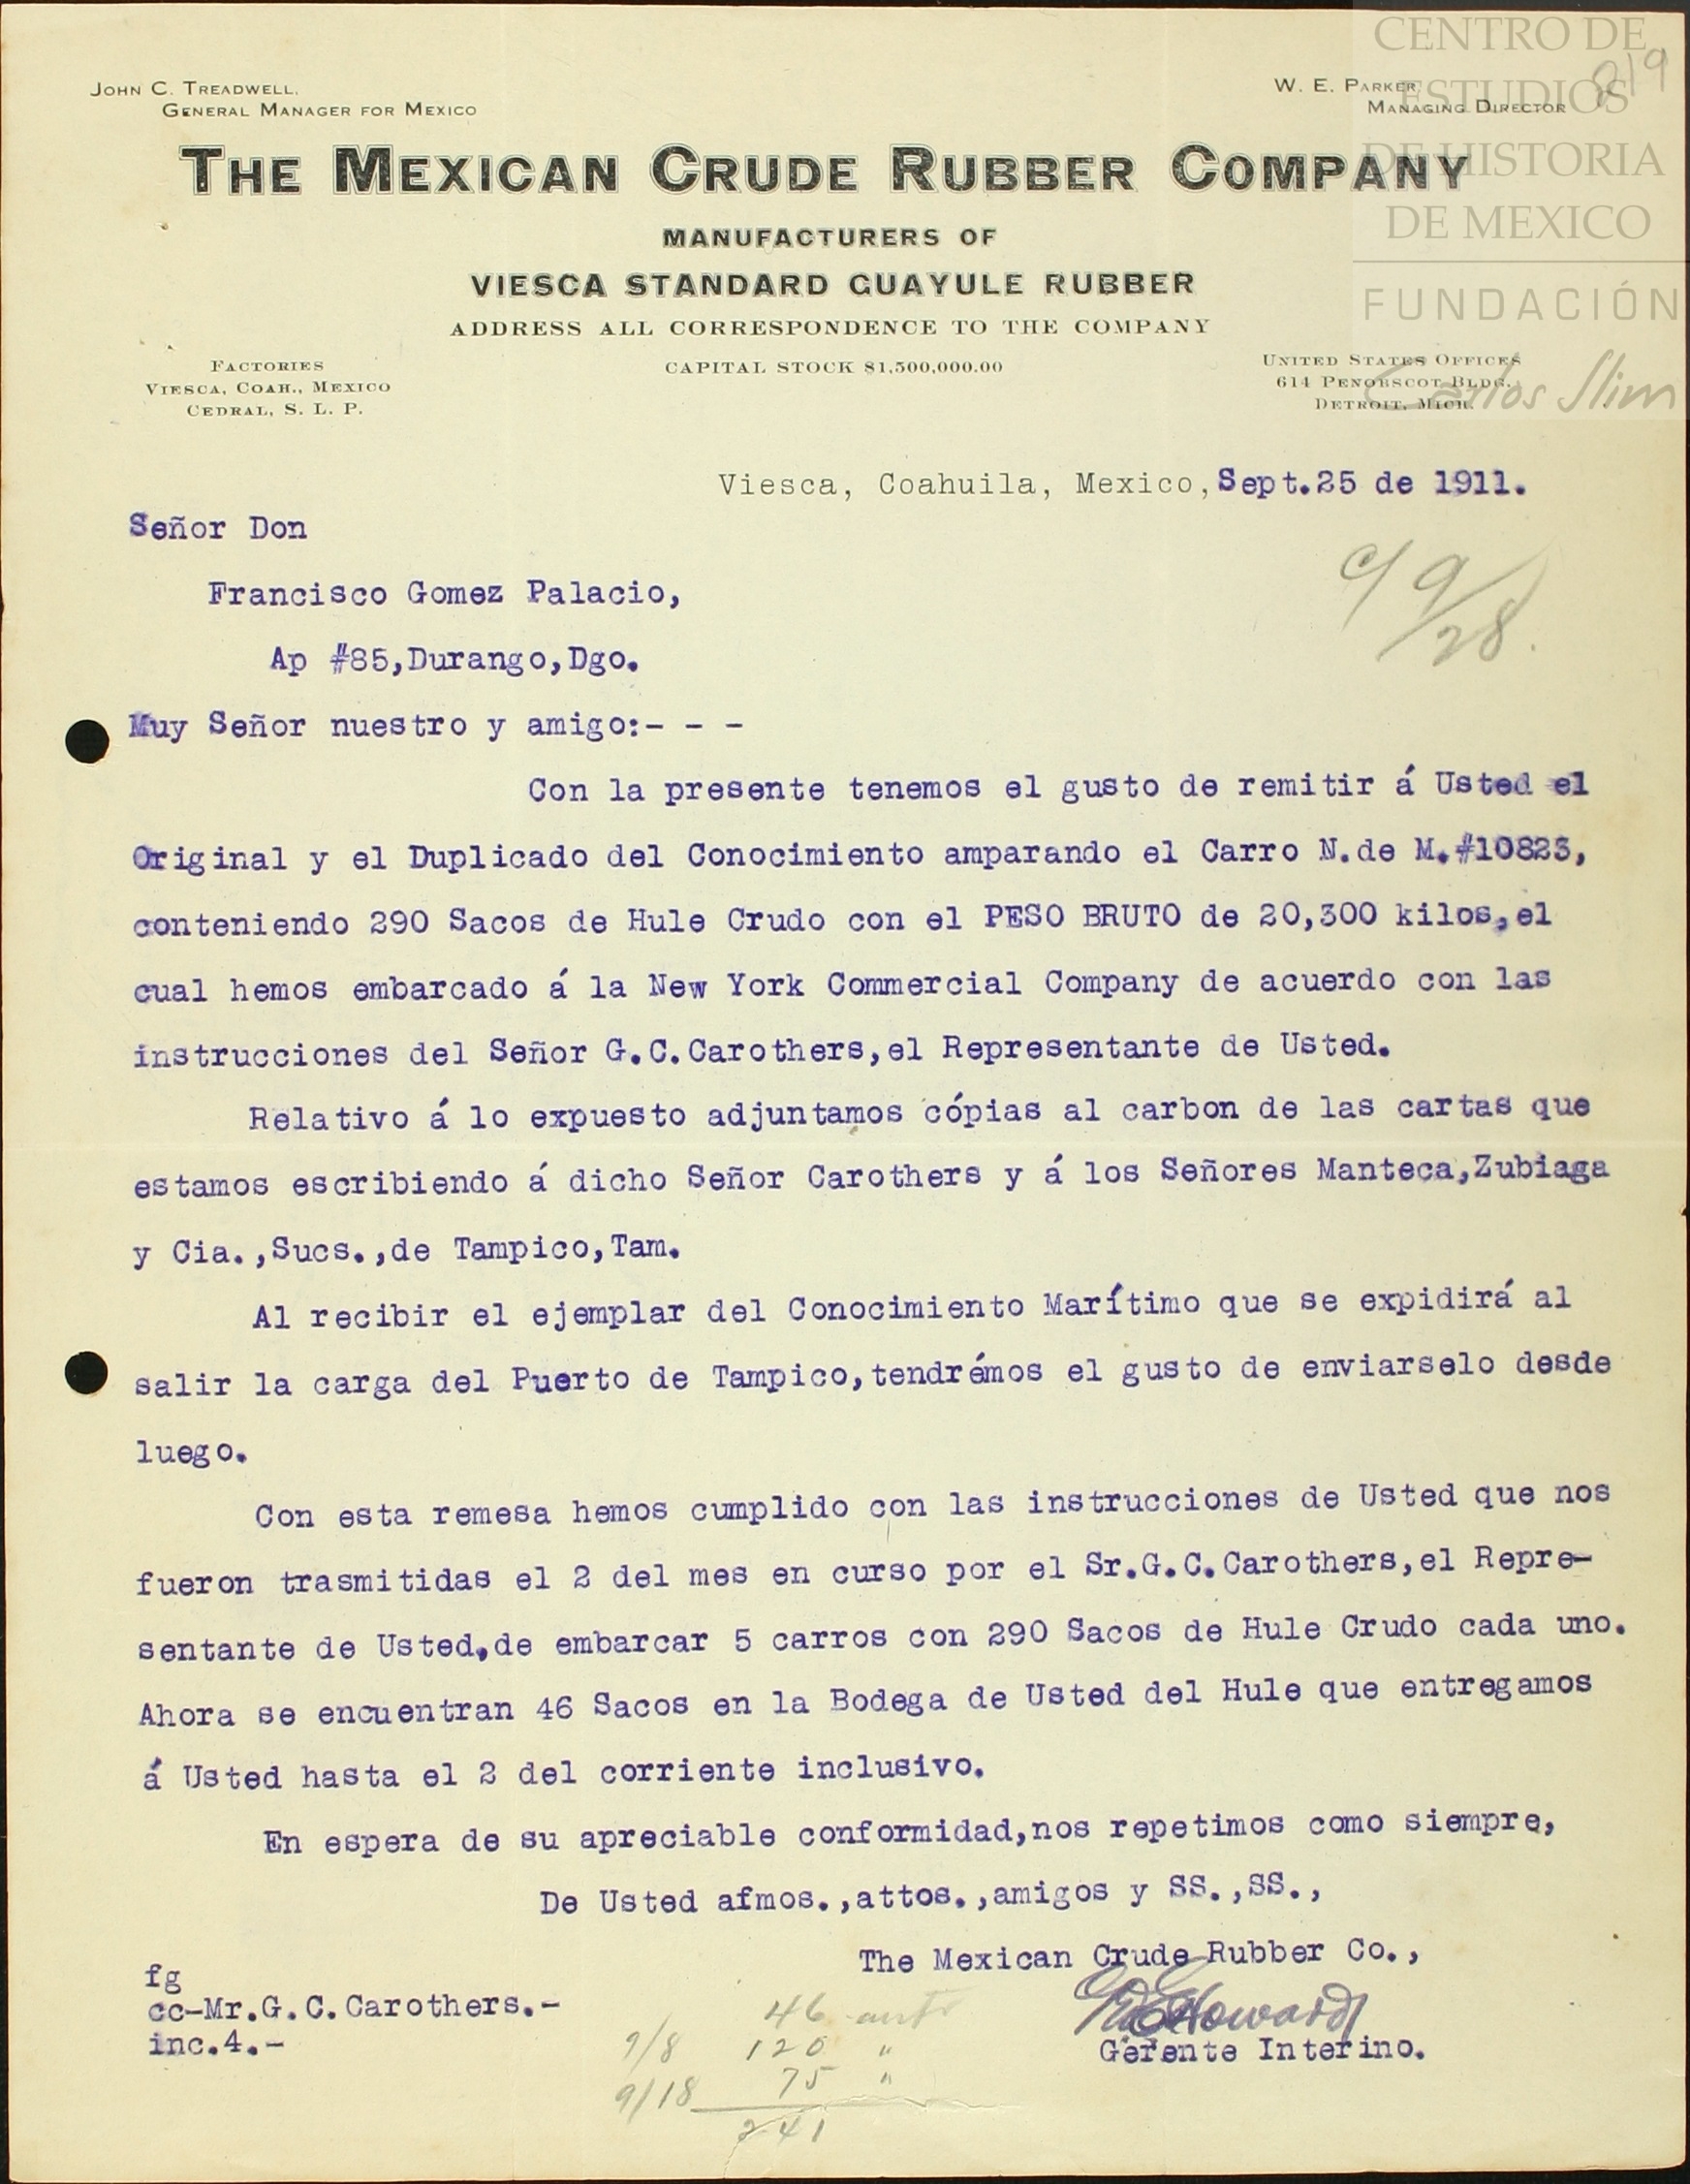 JOHN C. TREADWELL,
GENERAL MANAGER FOR MEXICO
W. E. PARKER,
MANAGING DIRECTOR
219
CENTRO DE
ESTUDIOS
DE HISTORIA
DE MEXICO
FUNDACIÓN
Carlos Slim
THE MEXICAN CRUDE RUBBER COMPANY
MANUFACTURERS OF
VIESCA STANDARD GUAYULE RUBBER
ADDRESS ALL CORRESPONDENCE TO THE COMPANY
FACTORIES
VIESCA, COAH., MEXICO
CEDRAL, S. L. P.
CAPITAL STOCK $1,500,000.00
UNITED STATES OFFICES
614 PENOBSCOT BLDG.
DETROIT, MICH.
Viesca, Coahuila, Mexico, Sept.25 de 1911.
Señor Don
Francisco Gomez Palacio,
Ap #85,Durango,Dgo.
c/ 9/28.
Muy Señor nuestro y amigo:- - -
Con la presente tenemos el gusto de remitir á Usted el
Original y el Duplicado del Conocimiento amparando el Carro N.de M.#10823,
conteniendo 290 Sacos de Hule Crudo con el PESO BRUTO de 20,300 kilos,el
cual hemos embarcado á la New York Commercial Company de acuerdo con las
instrucciones del Señor G.C.Carothers,el Representante de Usted.
Relativo á lo expuesto adjuntamos cópias al carbon de las cartas que
estamos escribiendo á dicho Señor Carothers y á los Señores Manteca,Zubiaga
y Cia.,Sucs.,de Tampico,Tam.
Al recibir el ejemplar del Conocimiento Marítimo que se expidirá al
salir la carga del Puerto de Tampico,tendrémos el gusto de enviarselo desde
luego.
Con esta remesa hemos cumplido con las instrucciones de Usted que nos
fueron trasmitidas el 2 del mes en curso por el Sr.G.C.Carothers,el Repre-
sentante de Usted,de embarcar 5 carros con 290 Sacos de Hule Crudo cada uno.
Ahora se encuentran 46 Sacos en la Bodega de Usted del Hule que entregamos
á Usted hasta el 2 del corriente inclusivo.
En espera de su apreciable conformidad,nos repetimos como siempre,
De Usted afmos.,attos.,amigos y SS.,SS.,
The Mexican Crude Rubber Co.,
Howard
Gerente Interino.
fg
cc-Mr.G.C.Carothers.-
inc.4.-
46
9/8 120 "
9/18 75 "
241